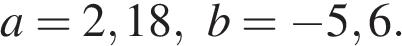 a = 2,18, b = −5,6.